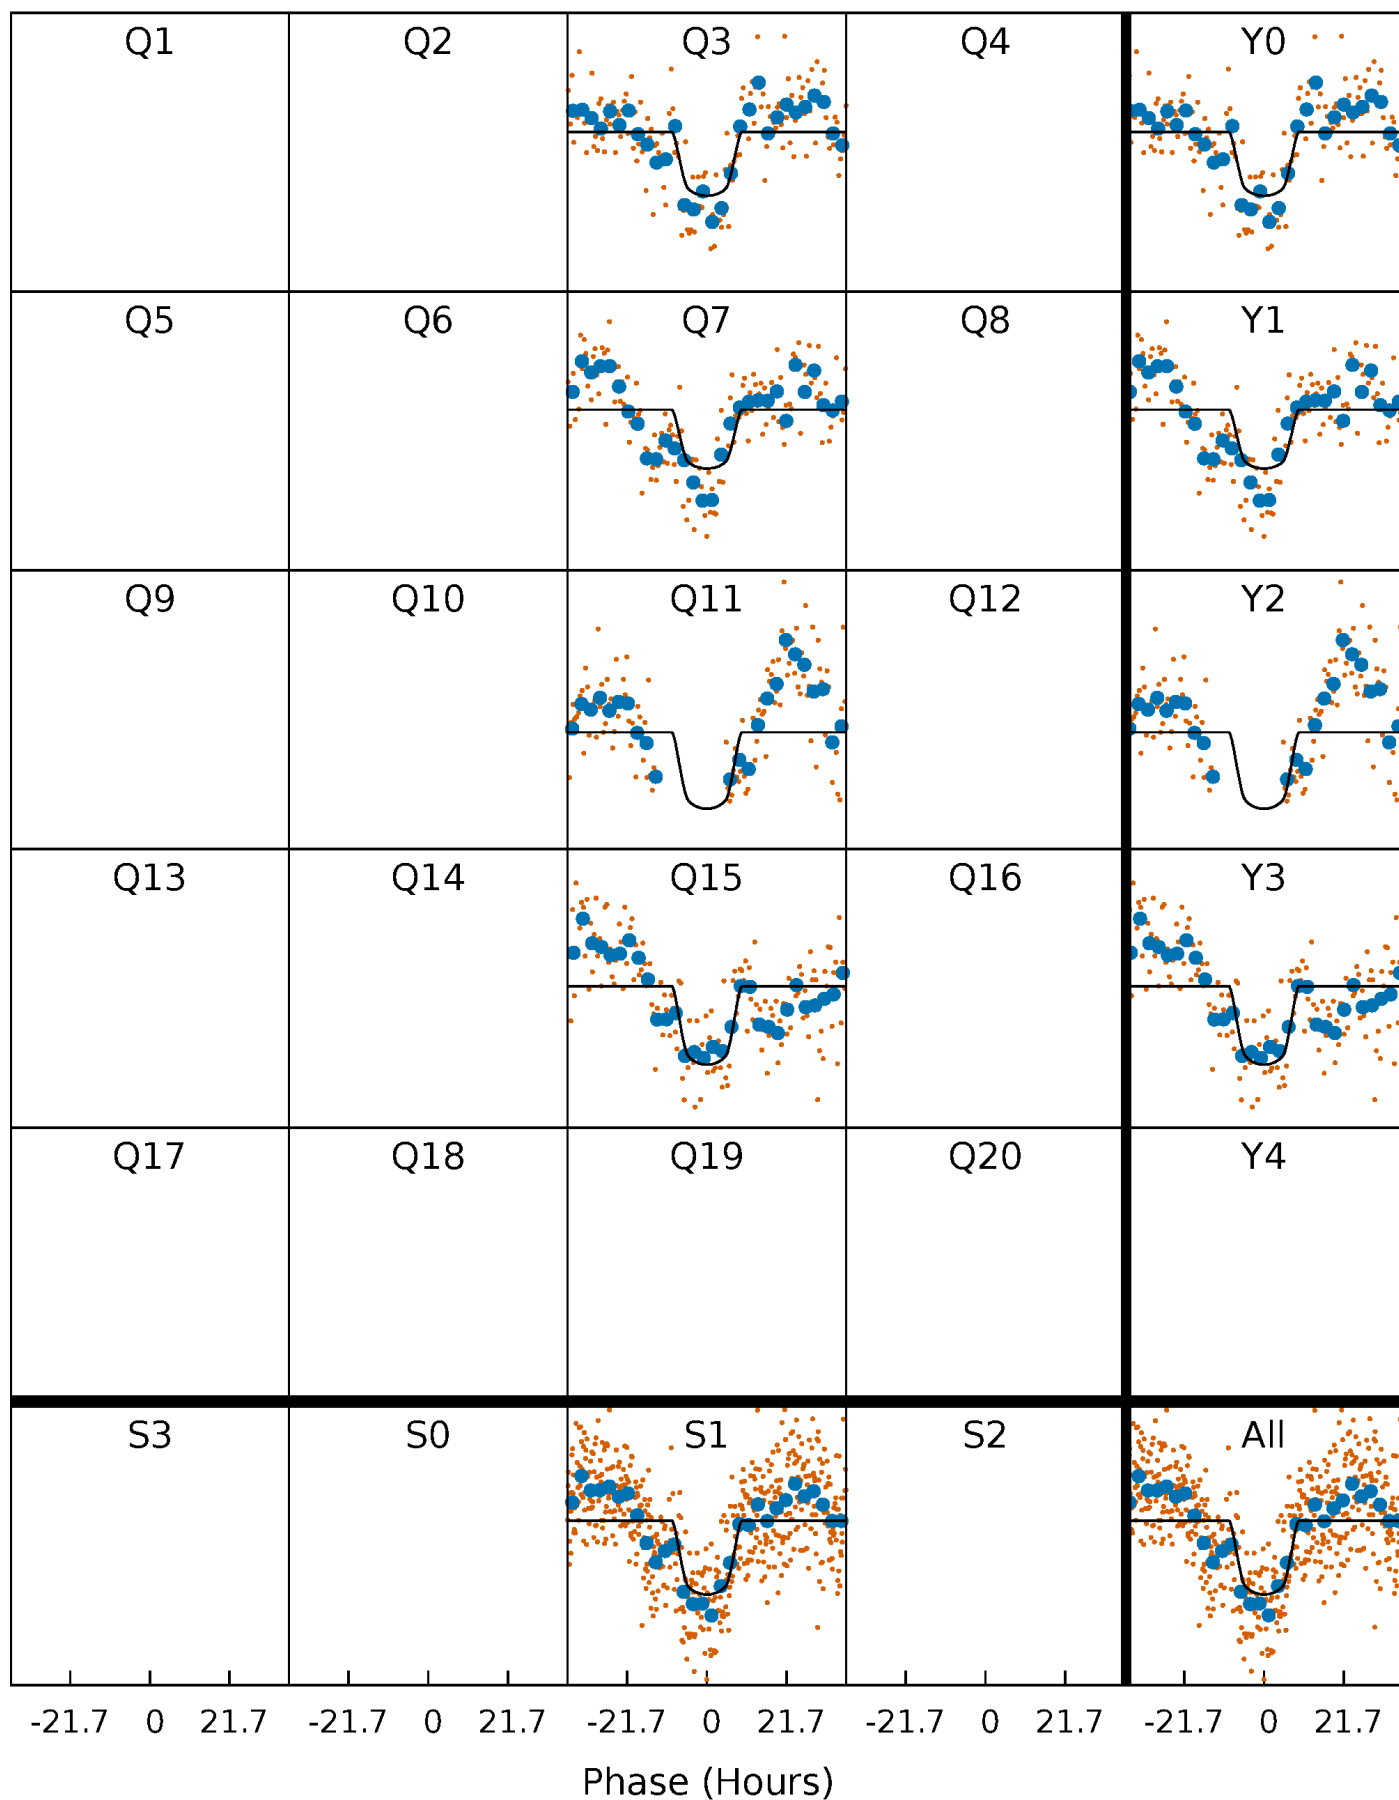 Q1 Q2 Q3 Q4 Y0
Q5 Q6 Q7 Q8 Y1
Q9 Q10 Q11 Q12 Y2
Q13 Q14 Q15 Q16 Y3
Q17 Q18 Q19 Q20 Y4
S3 S0 S1 S2 All
-21.7 0 21.7 -21.7 0 21.7 -21.7 0 21.7 -21.7 0 21.7 -21.7 0 21.7
Phase (Hours)